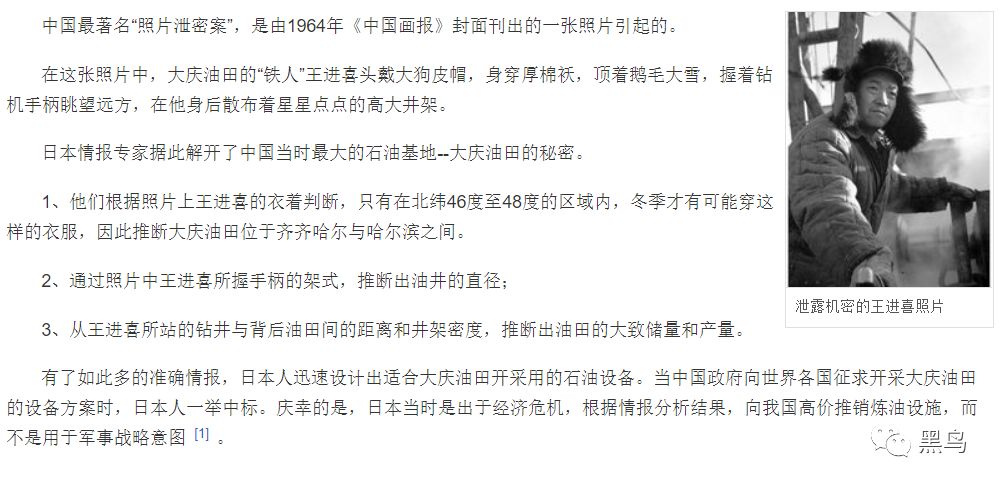 中国最著名“照片泄密案”，是由1964年《中国画报》封面刊出的一张照片引起的。
在这张照片中，大庆油田的“铁人”王进喜头戴大狗皮帽，身穿厚棉袄，顶着鹅毛大雪，握着钻
机手柄眺望远方，在他身后散布着星星点点的高大井架。
日本情报专家据此解开了中国当时最大的石油基地--大庆油田的秘密。
1、他们根据照片上王进喜的衣着判断，只有在北纬46度至48度的区域内，冬季才有可能穿这
样的衣服，因此推断大庆油田位于齐齐哈尔与哈尔滨之间。
2、通过照片中王进喜所握手柄的架式，推断出油井的直径；
3、从王进喜所站的钻井与背后油田间的距离和井架密度，推断出油田的大致储量和产量。
有了如此多的准确情报，日本人迅速设计出适合大庆油田开采用的石油设备。当中国政府向世界各国征求开采大庆油田
的设备方案时，日本人一举中标。庆幸的是，日本当时是出于经济危机，根据情报分析结果，向我国高价推销炼油设施，而
不是用于军事战略意图 [1] 。
泄露机密的王进喜照片
黑鸟